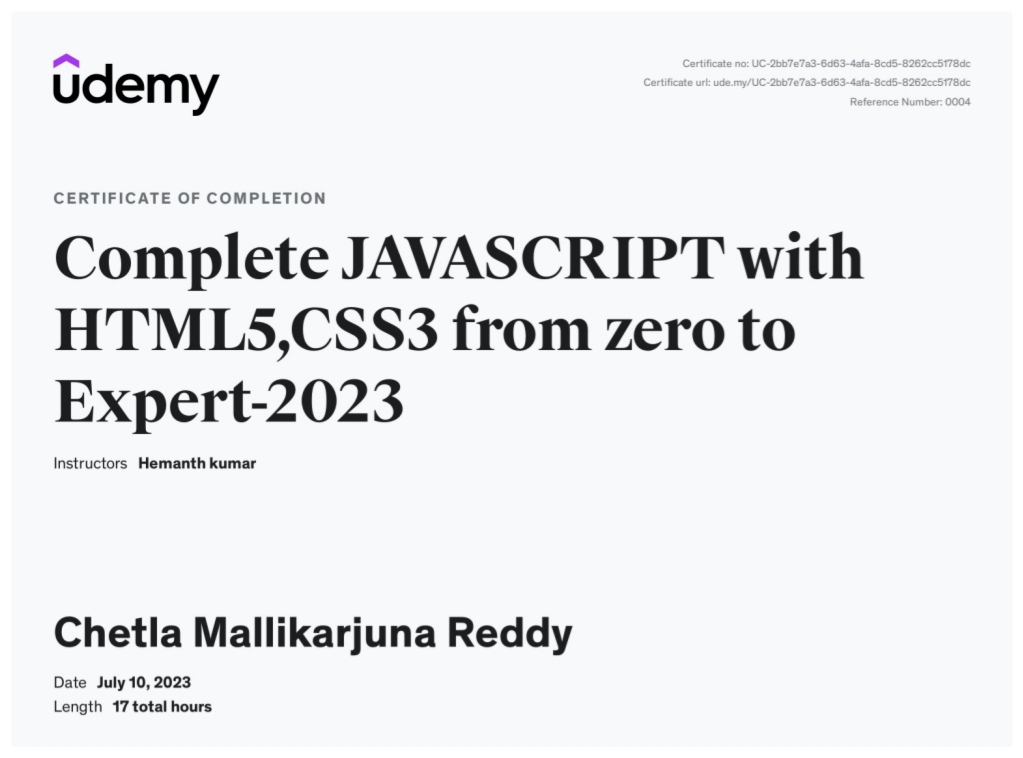 udemy
Certificate no: UC-2bb7e7a3-6d63-4afa-8cd5-8262cc5f78dc
Certificate url: ude.my/UC-2bb7e7a3-6d63-4afa-8cd5-8262cc5f78dc
Reference Number: 0004
CERTIFICATE OF COMPLETION
Complete JAVASCRIPT with
HTML5,CSS3 from zero to
Expert-2023
Instructors Hemanth kumar
Chetla Mallikarjuna Reddy
Date July 10, 2023
Length 17 total hours